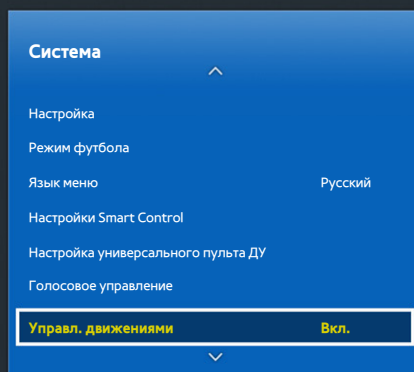 Система
Настройка
Режим футбола
Язык меню Русский
Настройки Smart Control
Настройка универсального пульта ДУ
Голосовое управление
Управл. движениями Вкл.